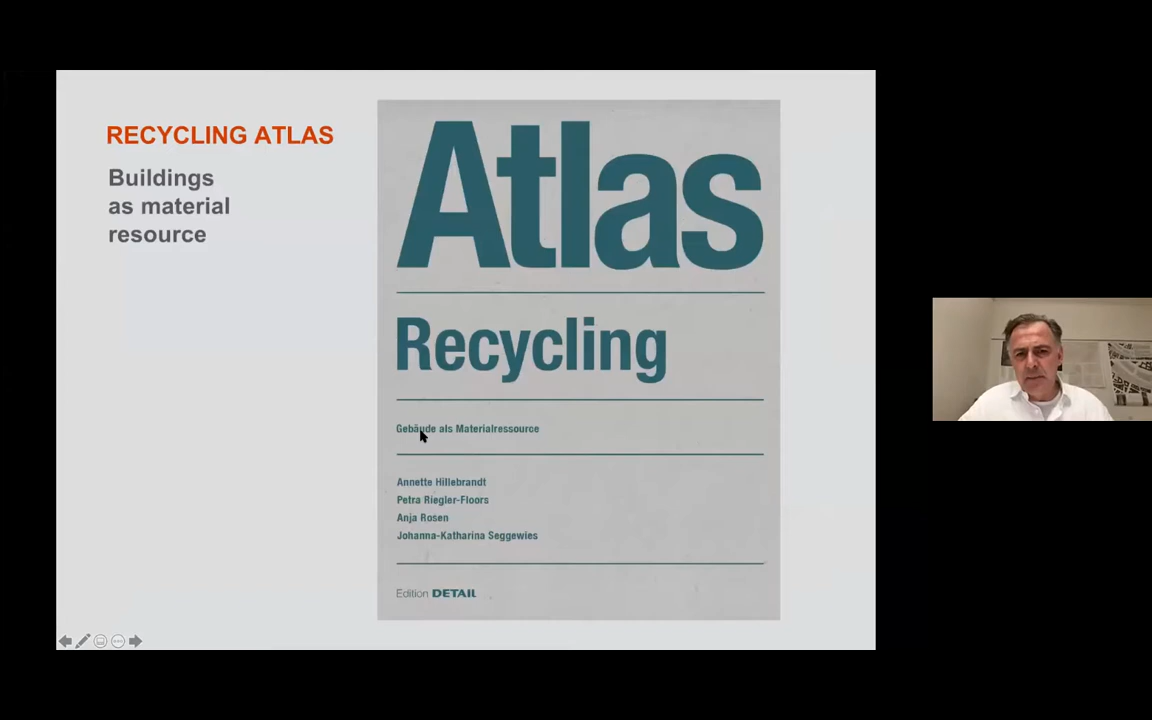 RECYCLING ATLAS
Buildings
as material
resource
Atlas
Recycling
Gebäude als Materialressource
Annette Hillebrandt
Petra Riegler-Floors
Anja Rosen
Johanna-Katharina Seggewies
Edition DETAIL